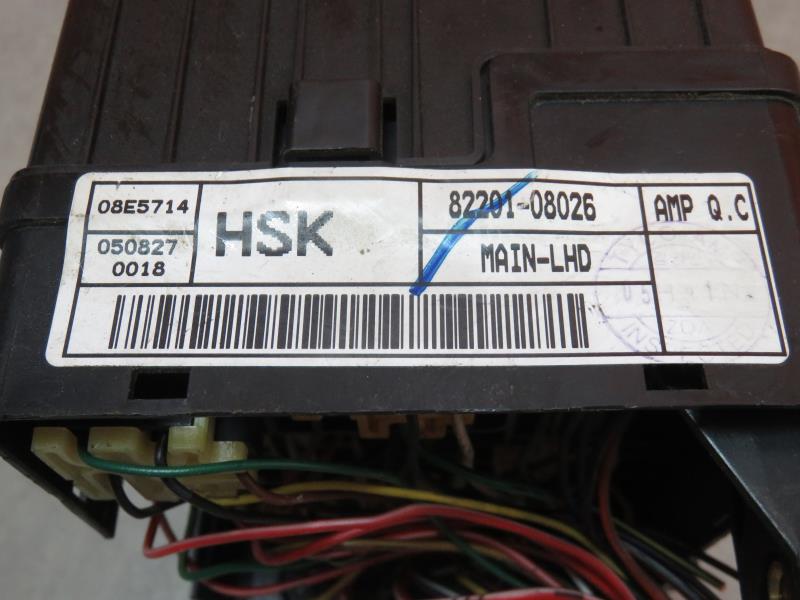 08E5714
HSK
82201-08026
AMP Q.C
050827
0018
MAIN-LHD